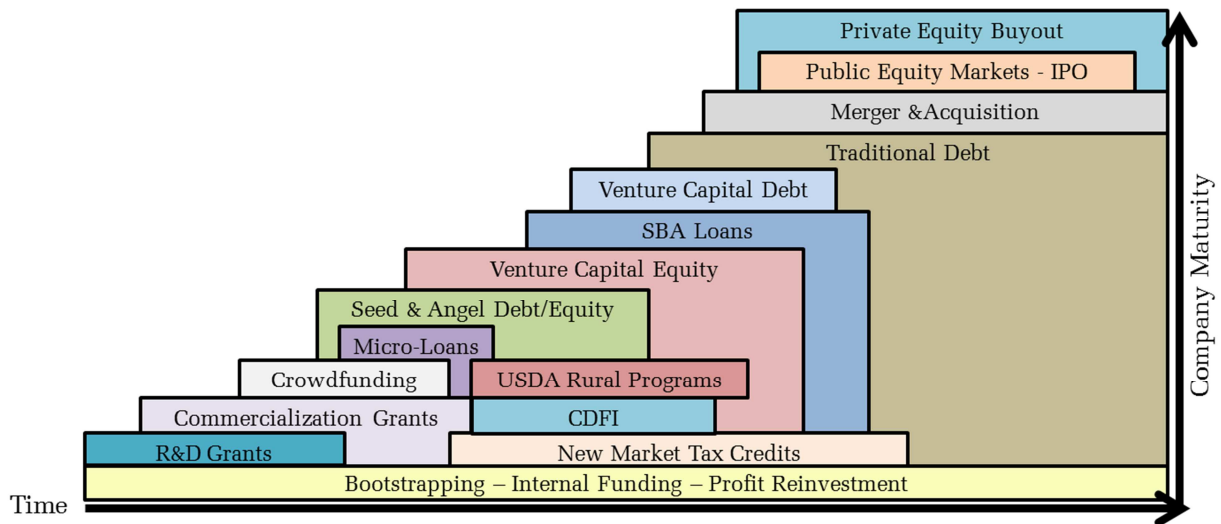 Private Equity Buyout
Public Equity Markets - IPO
Merger &Acquisition
Traditional Debt
Venture Capital Debt
SBA Loans
Venture Capital Equity
Seed & Angel Debt/Equity
Micro-Loans
Crowdfunding
USDA Rural Programs
Commercialization Grants
CDFI
R&D Grants
New Market Tax Credits
Bootstrapping – Internal Funding – Profit Reinvestment
Time
Company Maturity